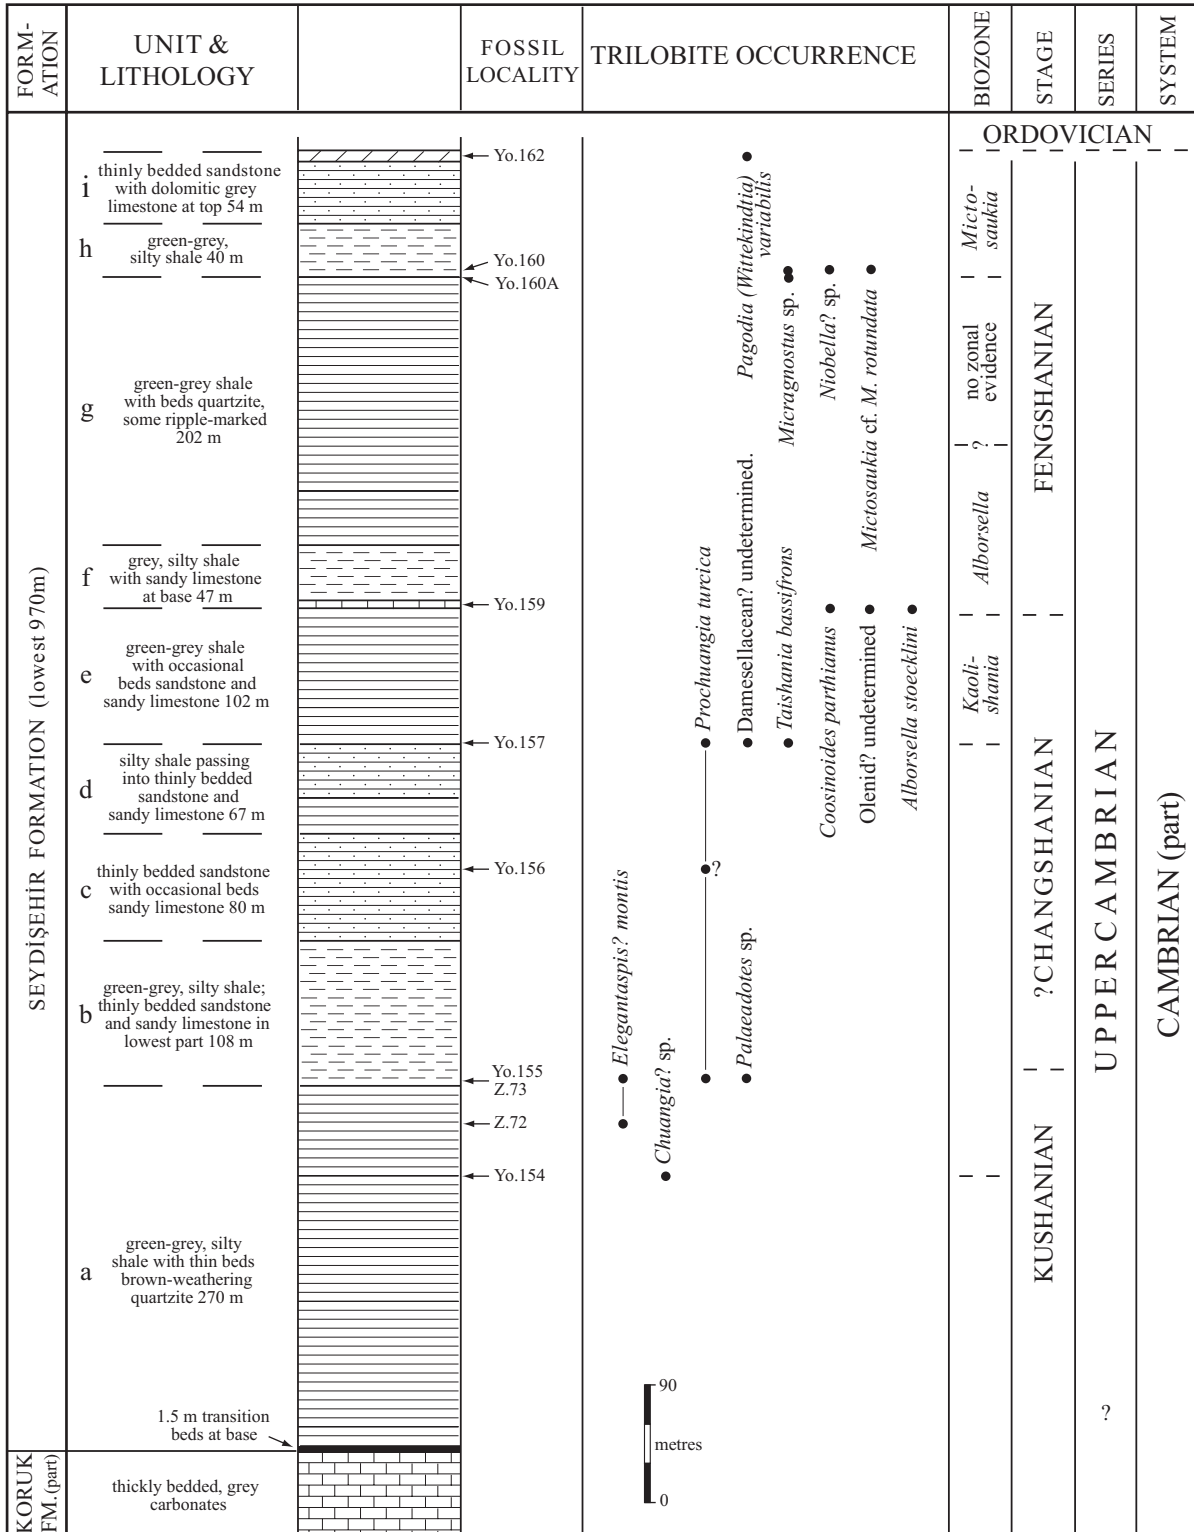 FORM-
ATION
UNIT &
LITHOLOGY
FOSSIL
LOCALITY
TRILOBITE OCCURRENCE
BIOZONE
STAGE
SERIES
SYSTEM
ORDOVICIAN
SEYDİŞEHİR FORMATION (lowest 970m)
i
thinly bedded sandstone
with dolomitic grey
limestone at top 54 m
h
green-grey,
silty shale 40 m
g
green-grey shale
with beds quartzite,
some ripple-marked
202 m
f
grey, silty shale
with sandy limestone
at base 47 m
e
green-grey shale
with occasional
beds sandstone and
sandy limestone 102 m
d
silty shale passing
into thinly bedded
sandstone and
sandy limestone 67 m
c
thinly bedded sandstone
with occasional beds
sandy limestone 80 m
b
green-grey, silty shale;
thinly bedded sandstone
and sandy limestone in
lowest part 108 m
a
green-grey, silty
shale with thin beds
brown-weathering
quartzite 270 m
1.5 m transition
beds at base
KORUK
FM.(part)
thickly bedded, grey
carbonates
Yo.162
Yo.160
Yo.160A
Yo.159
Yo.157
Yo.156
Yo.155
Z.73
Z.72
Yo.154
Elegantaspis? montis
Chuangia? sp.
Prochuangia turcica
?
Pagodia (Wittekindtia)
variabilis
Damesellacean? undetermined.
Palaeadotes sp.
Micragnostus sp.
Taishania bassifrons
Niobella? sp.
Coosinoides parthianus
Mictosaukia cf. M. rotundata
Olenid? undetermined
Alborsella stoecklini
90
metres
0
Micto-
saukia
no zonal
evidence
?
Alborsella
Kaoli-
shania
FENGSHANIAN
?CHANGSHANIAN
KUSHANIAN
UPPER CAMBRIAN
?
CAMBRIAN (part)